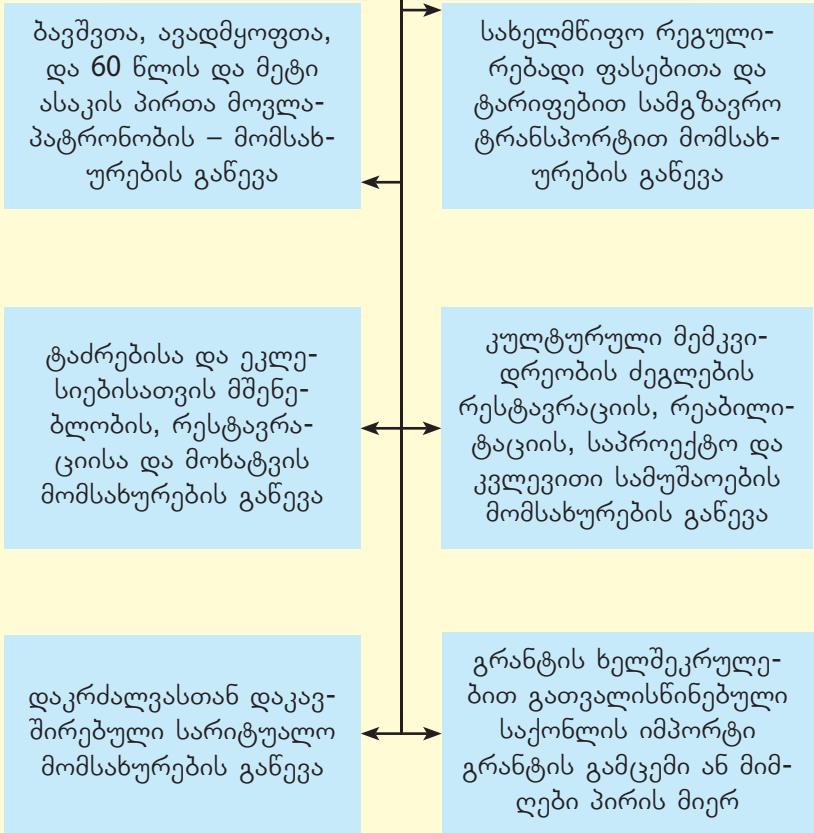 ბავშვთა, ავადმყოფთა,
და 60 წლის და მეტი
ასაკის პირთა მოვლა-
პატრონობის – მომსახ-
ურების გაწევა
სახელმწიფო რეგული-
რებადი ფასებითა და
ტარიფებით სამგზავრო
ტრანსპორტით მომსახ-
ურების გაწევა
ტაძრებისა და ეკლე-
სიებისათვის მშენე-
ბლობის, რესტავრა-
ციისა და მოხატვის
მომსახურების გაწევა
კულტურული მემკვი-
დრეობის ძეგლების
რესტავრაციის, რეაბილი-
ტაციის, საპროექტო და
კვლევითი სამუშაოების
მომსახურების გაწევა
დაკრძალვასთან დაკავ-
შირებული სარიტუალო
მომსახურების გაწევა
გრანტის ხელშეკრულე-
ბით გათვალისწინებული
საქონლის იმპორტი
გრანტის გამცემი ან მიმ-
ღები პირის მიერ